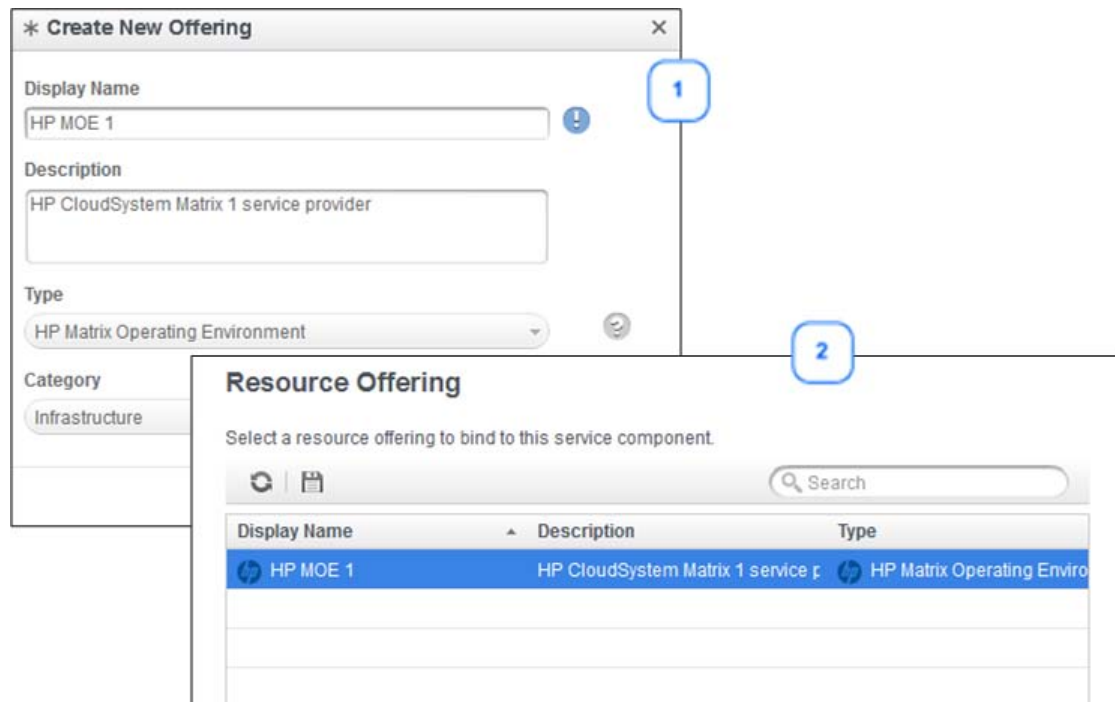 * Create New Offering ×
1
Display Name
HP MOE 1
Description
HP CloudSystem Matrix 1 service provider
Type
HP Matrix Operating Environment
2
Category
Infrastructure
Resource Offering
Select a resource offering to bind to this service component.
Search
Display Name Description Type
HP MOE 1 HP CloudSystem Matrix 1 service p HP Matrix Operating Enviro